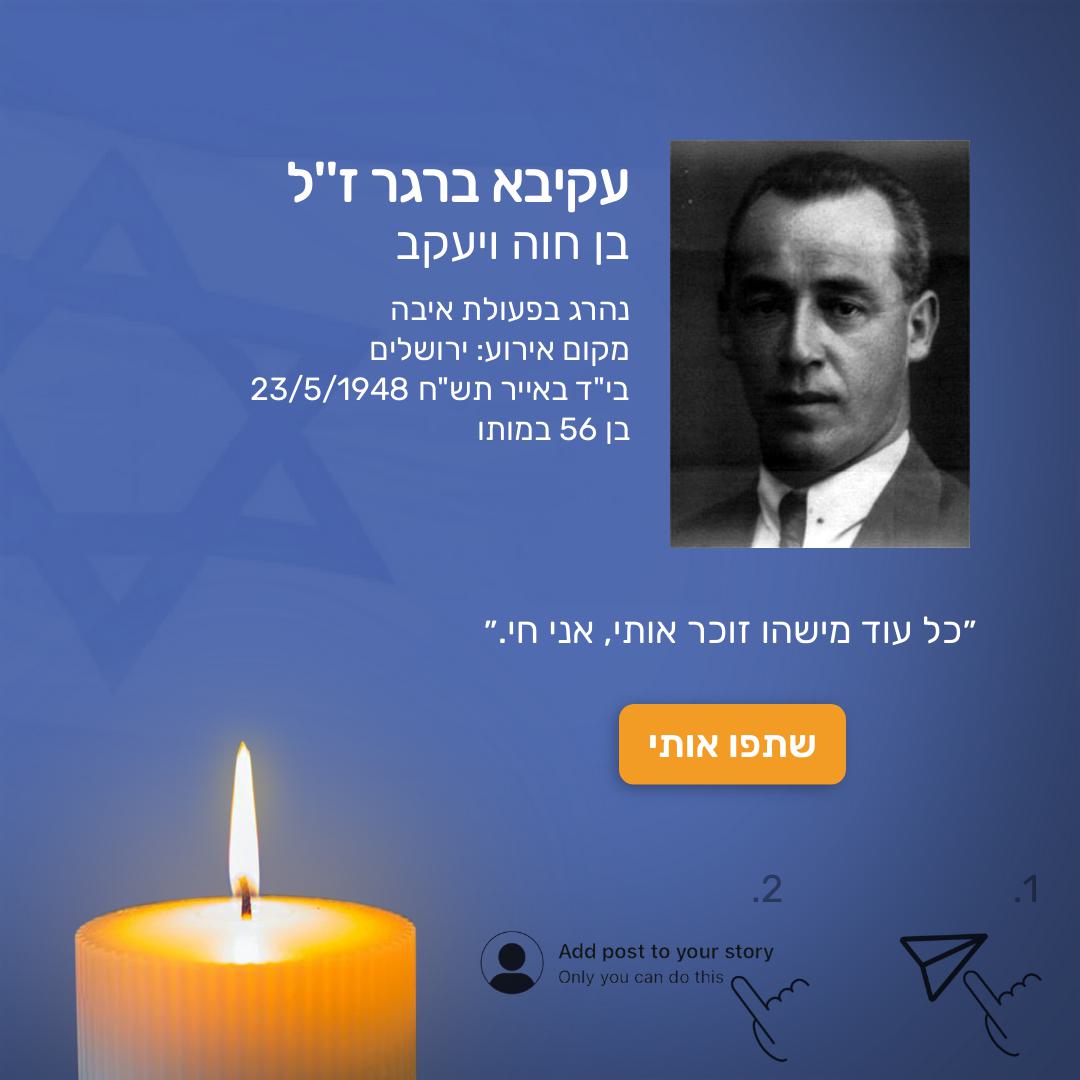 עקיבא ברגר ז"ל
בן חוה ויעקב
נהרג בפעולת איבה
מקום אירוע: ירושלים
בי"ד באייר תש"ח 23/5/1948
בן 56 במותו
״כל עוד מישהו זוכר אותי, אני חי.״
שתפו אותי
1.
2.
Add post to your story
Only you can do this